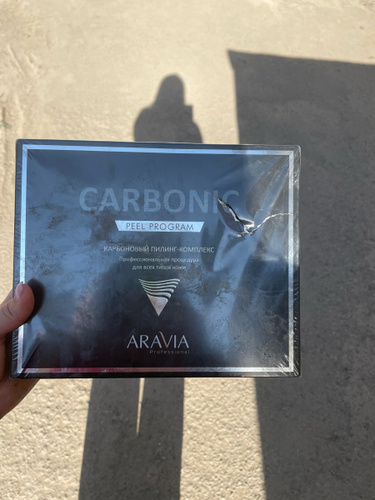 CARBONIC
PEEL PROGRAM
КАРБОНОВЫЙ ПИЛИНГ-КОМПЛЕКС
Профессиональная процедура
для всех типов кожи
ARAVIA
Professional